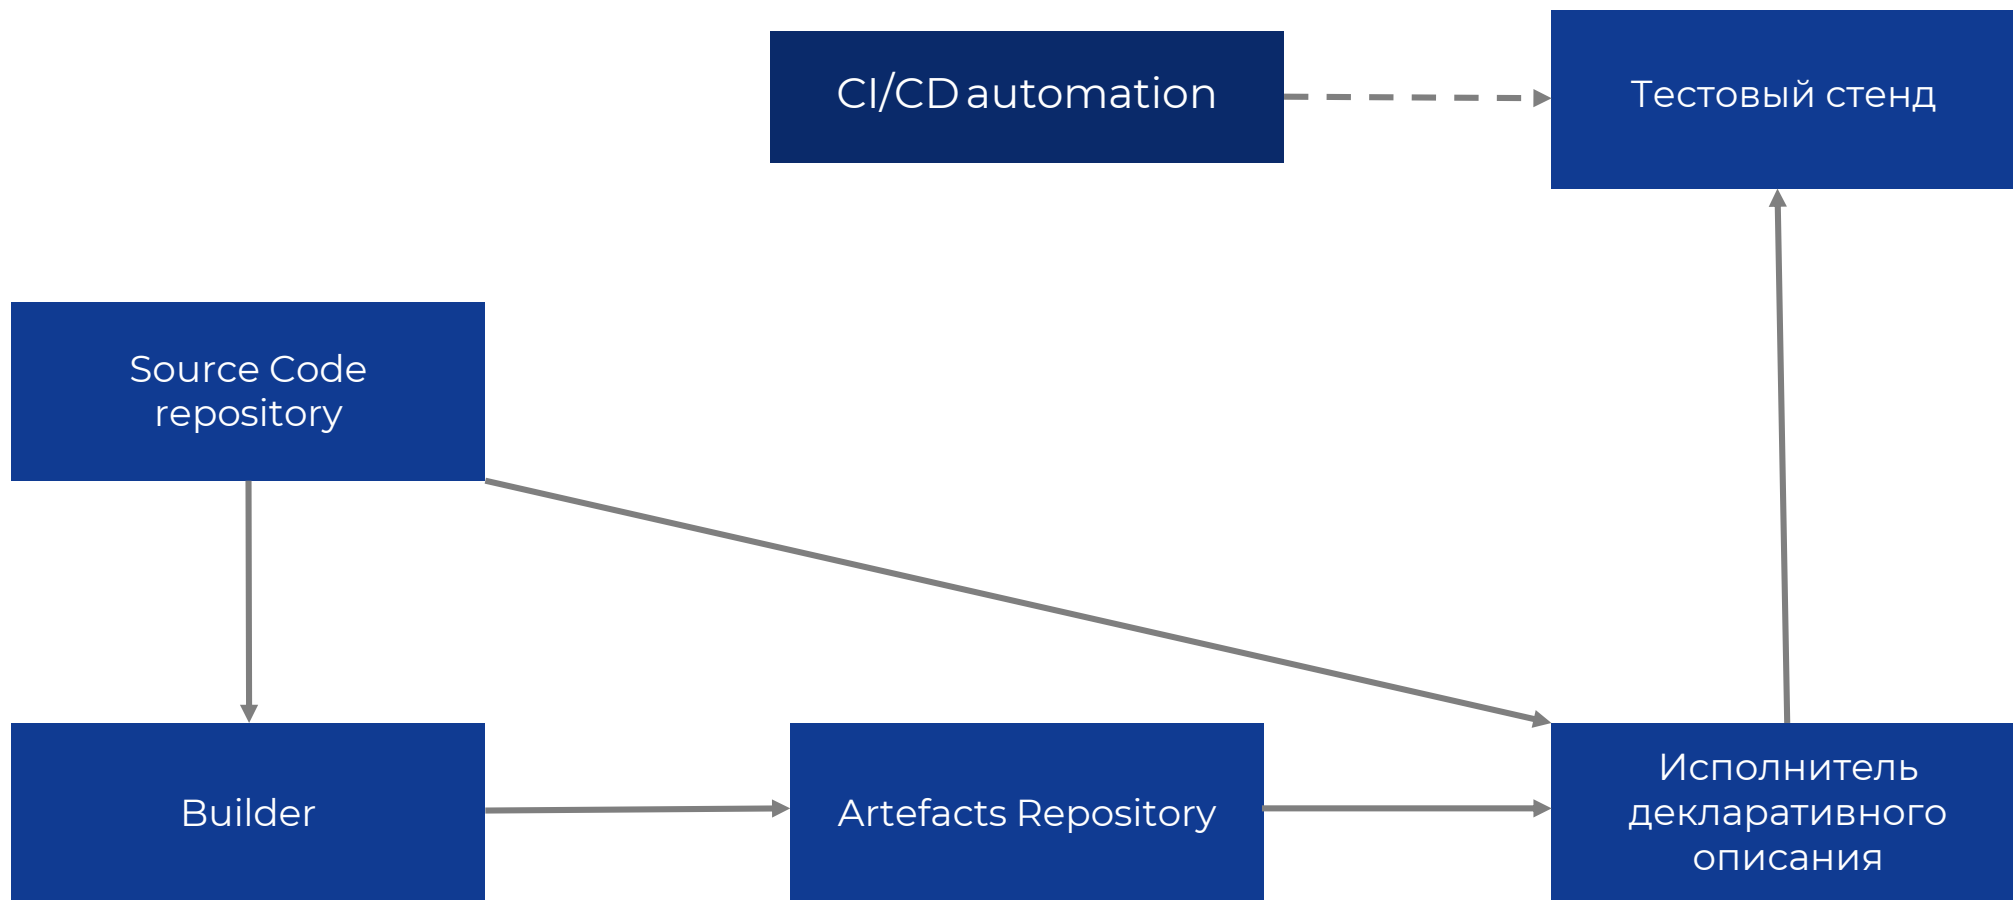 CI/CD automation
Тестовый стенд
Source Code
repository
Builder
Artefacts Repository
Исполнитель
декларативного
описания